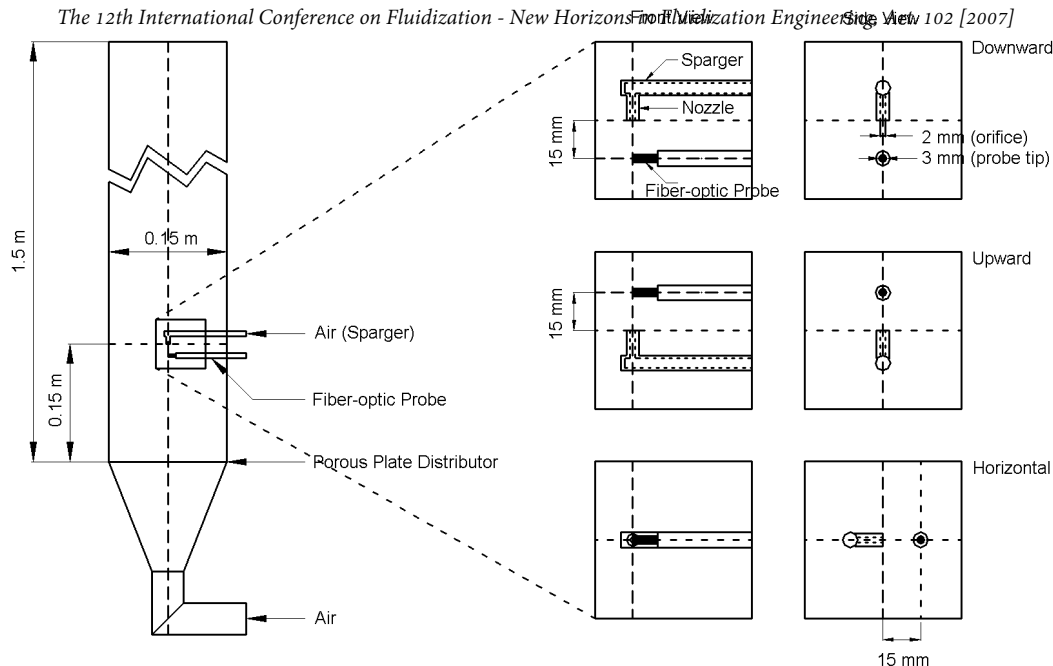 The 12th International Conference on Fluidization - New Horizons in Fluidization Engineering, Art. 102 [2007]
Front View
Side View
Downward
Sparger
Nozzle
15 mm
2 mm (orifice)
3 mm (probe tip)
Fiber-optic Probe
1.5 m
0.15 m
Upward
15 mm
Air (Sparger)
0.15 m
Fiber-optic Probe
Porous Plate Distributor
Horizontal
Air
15 mm